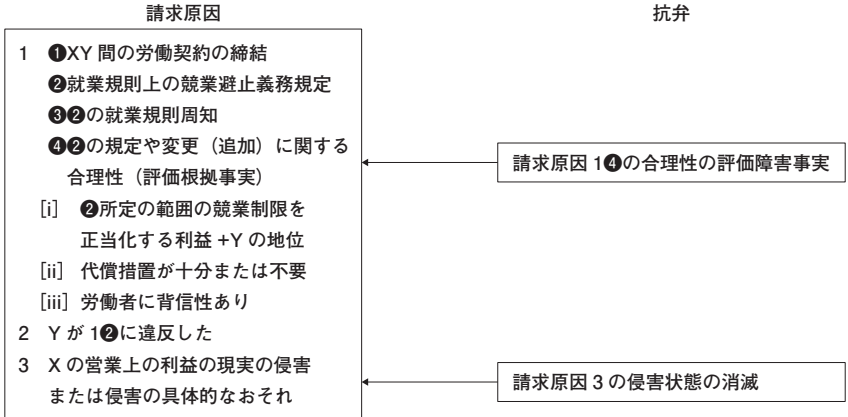 請求原因
抗弁
1 ❶XY 間の労働契約の締結
❷就業規則上の競業避止義務規定
❸❷の就業規則周知
❹❷の規定や変更（追加）に関する
合理性（評価根拠事実）
［i］ ❷所定の範囲の競業制限を
正当化する利益 +Y の地位
［ii］ 代償措置が十分または不要
［iii］ 労働者に背信性あり
2 Y が 1❷に違反した
3 X の営業上の利益の現実の侵害
または侵害の具体的なおそれ
請求原因 1❹の合理性の評価障害事実
請求原因 3 の侵害状態の消滅